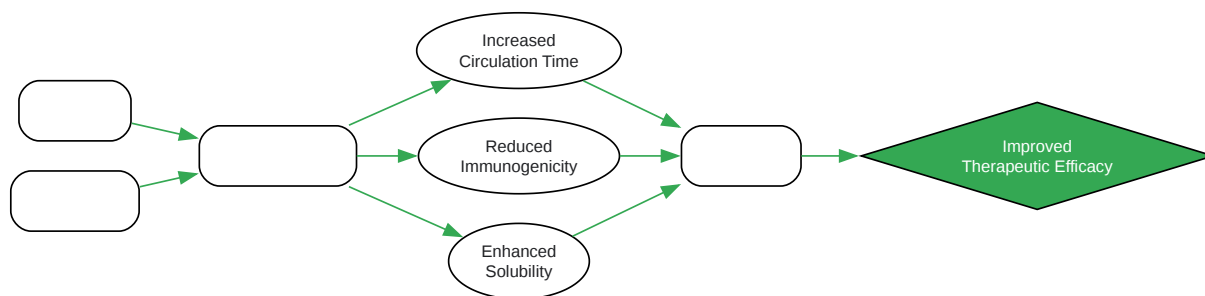 Increased
Circulation Time
Reduced
Immunogenicity
Enhanced
Solubility
Improved
Therapeutic Efficacy